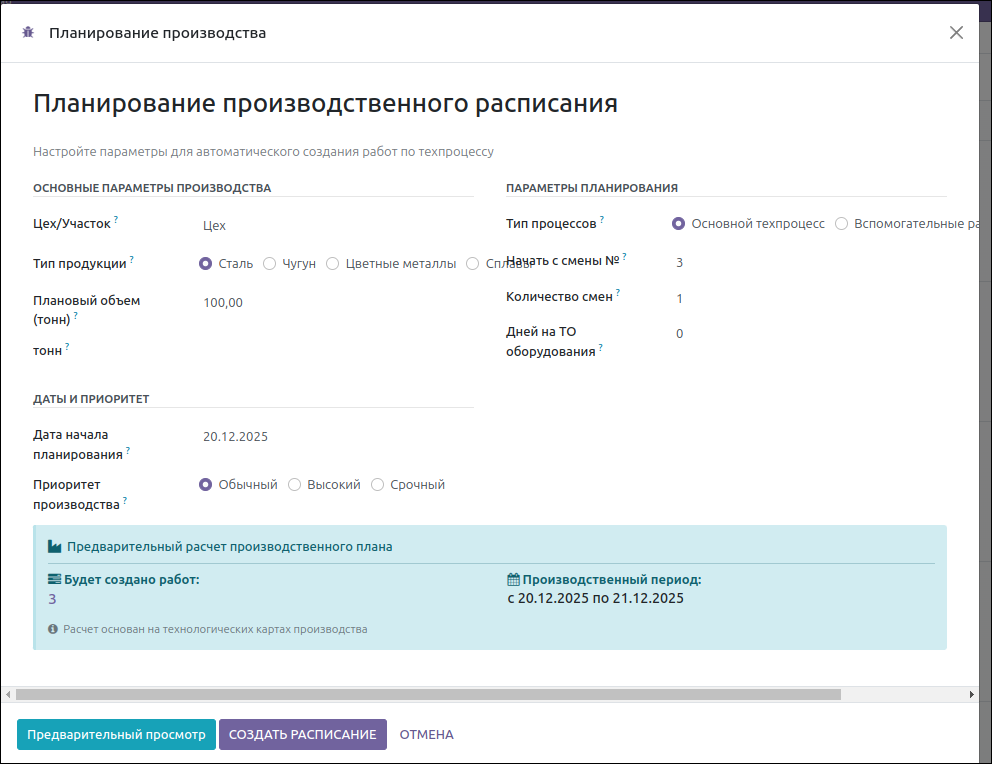 Планирование производства
Планирование производственного расписания
Настройте параметры для автоматического создания работ по техпроцессу
ОСНОВНЫЕ ПАРАМЕТРЫ ПРОИЗВОДСТВА
Цех/Участок ?
Цех
Тип продукции ?
Сталь
Чугун
Цветные металлы
Сплавы
Плановый объем
(тонн) ?
100,00
тонн ?
ПАРАМЕТРЫ ПЛАНИРОВАНИЯ
Тип процессов ?
Основной техпроцесс
Вспомогательные ра
Начать с смены № ?
3
Количество смен ?
1
Дней на ТО
оборудования ?
0
ДАТЫ И ПРИОРИТЕТ
Дата начала
планирования ?
20.12.2025
Приоритет
производства ?
Обычный
Высокий
Срочный
Предварительный расчет производственного плана
Будет создано работ:
3
Производственный период:
с 20.12.2025 по 21.12.2025
Расчет основан на технологических картах производства
Предварительный просмотр
СОЗДАТЬ РАСПИСАНИЕ
ОТМЕНА